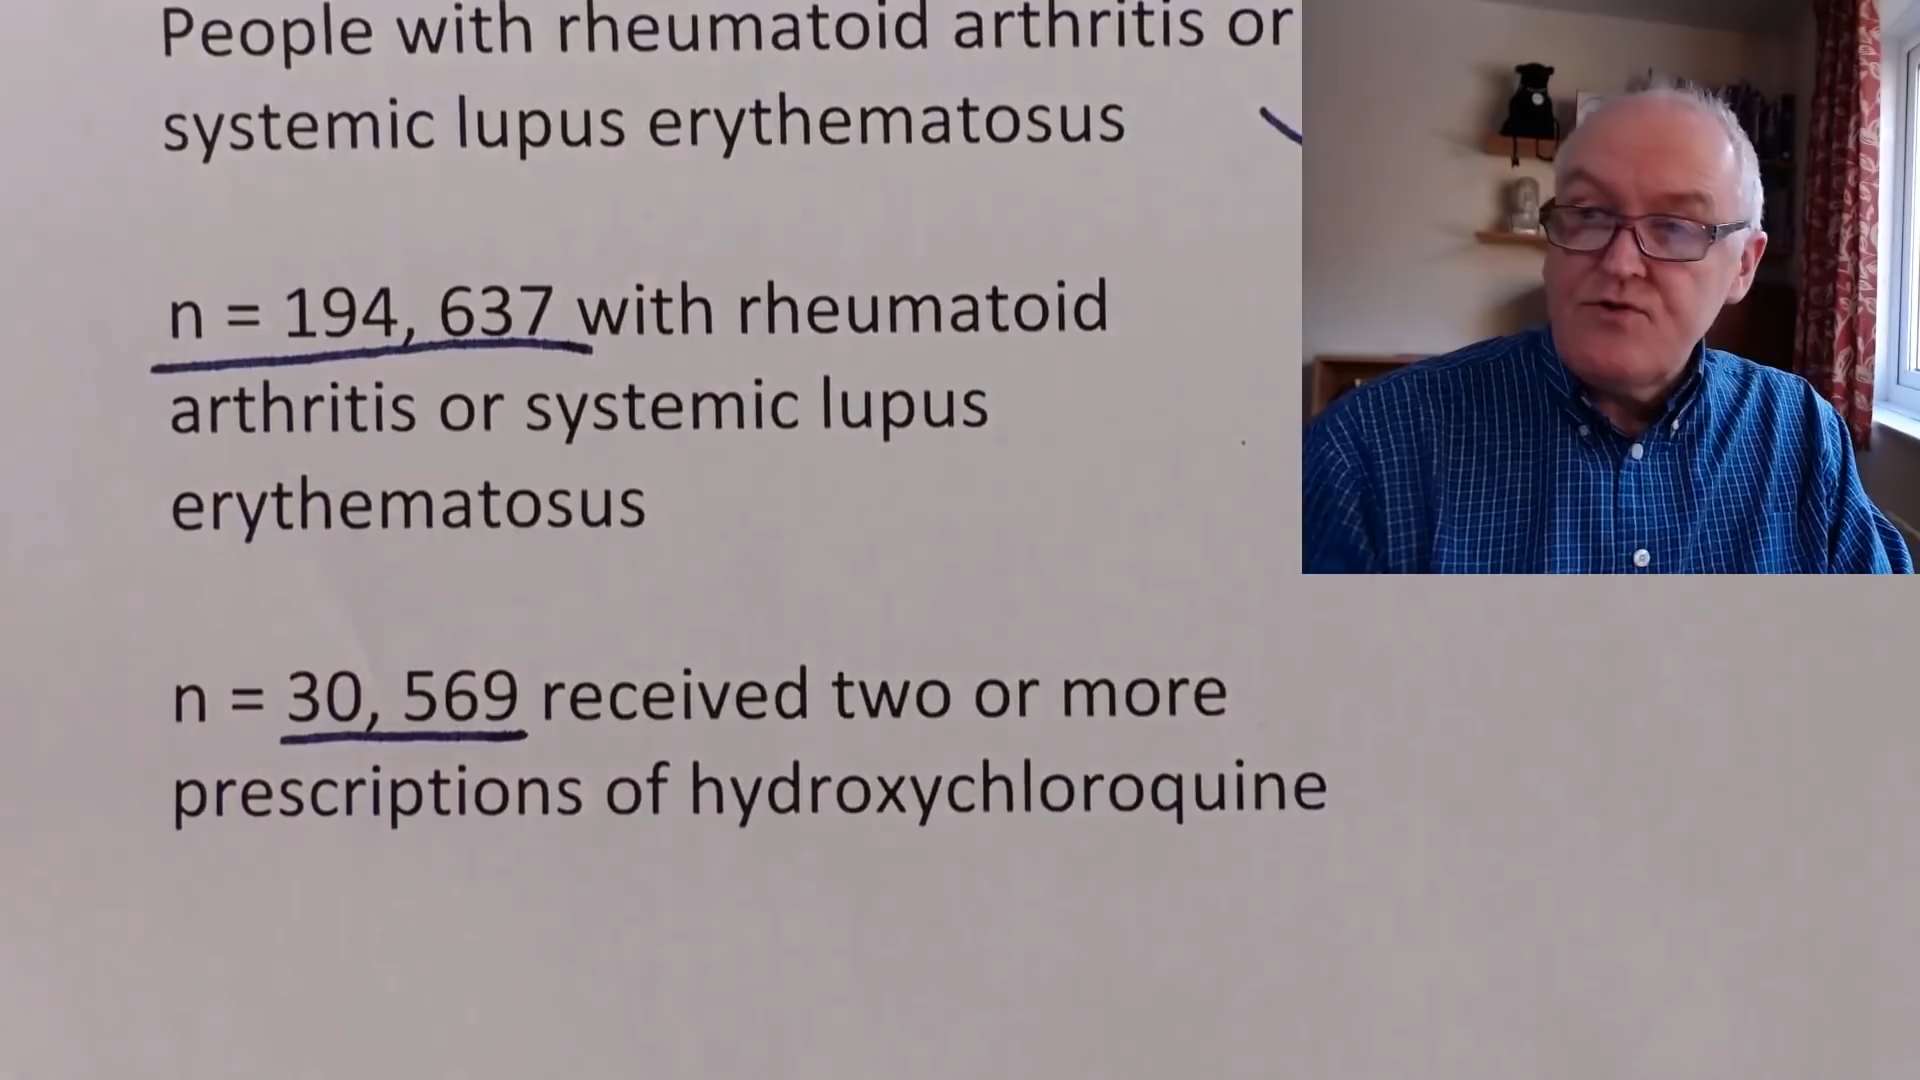 People with rheumatoid arthritis or
systemic lupus erythematosus
n = 194, 637 with rheumatoid
arthritis or systemic lupus
erythematosus
n = 30, 569 received two or more
prescriptions of hydroxychloroquine